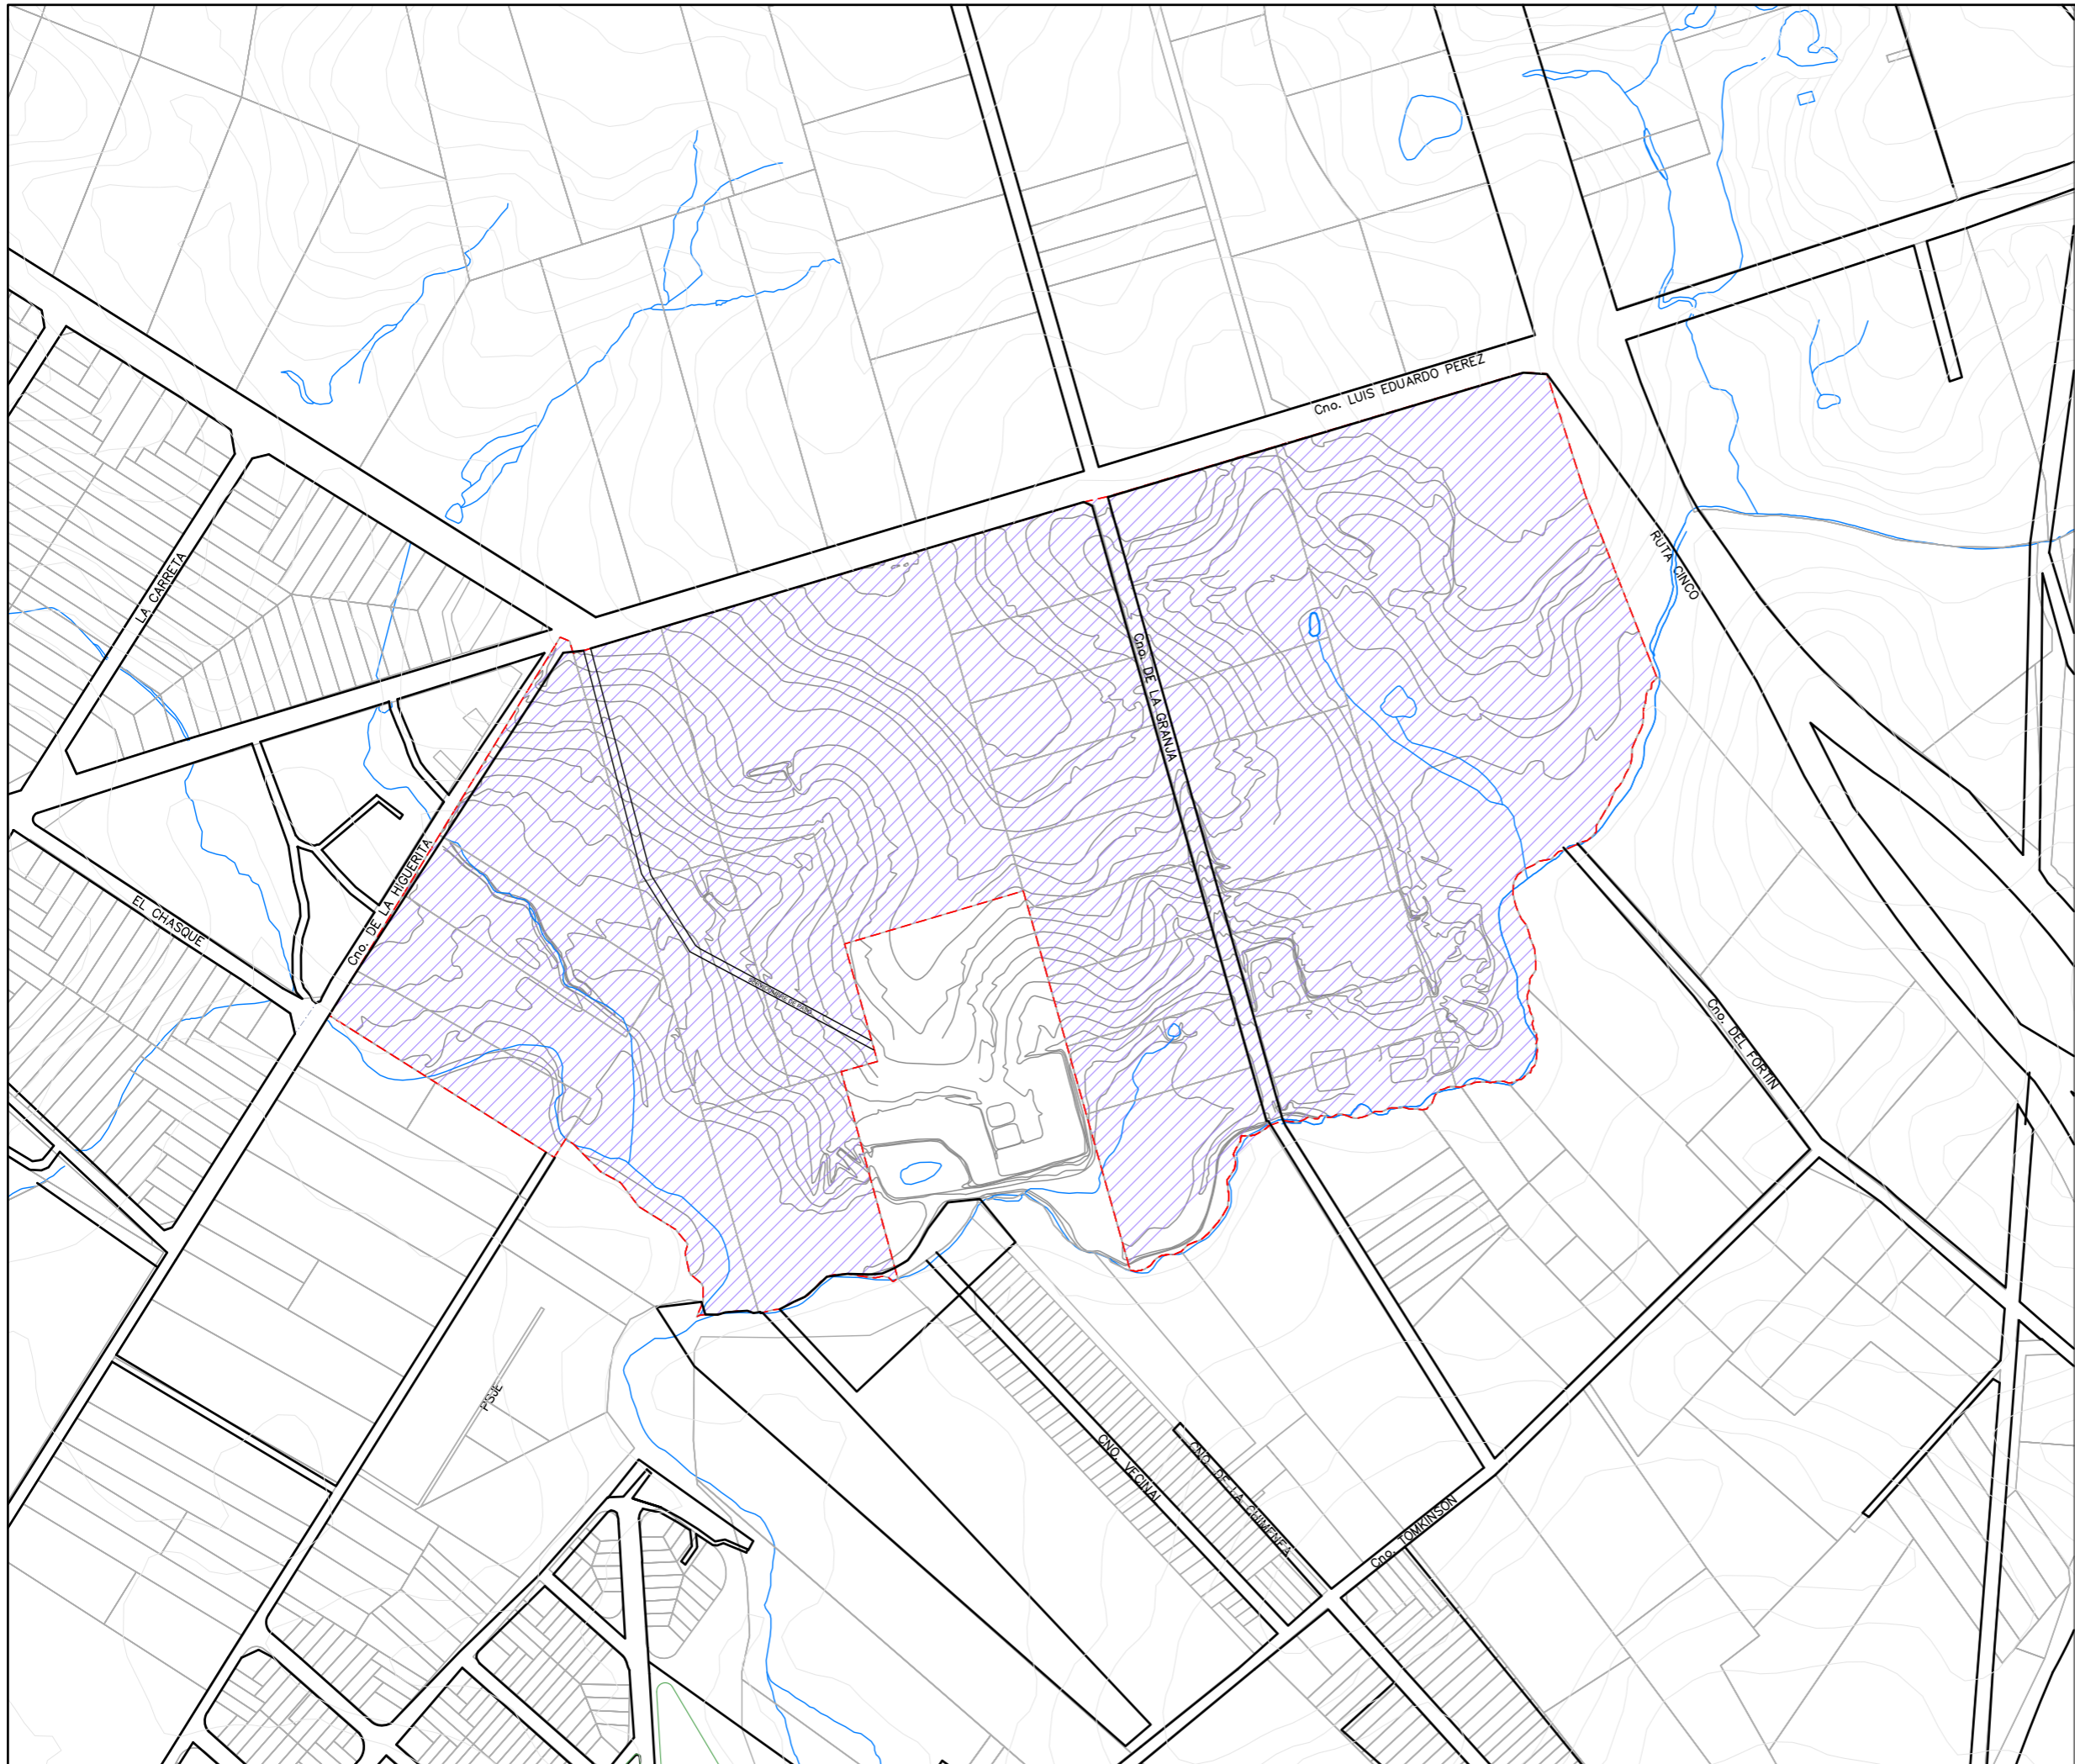 Cno. LUIS EDUARDO PEREZ
RUTA CINCO
LA CARRETA
Cno. DE LA GRANJA
Cno. DE LA HIGUERITA
EL CHASQUE
Cno. DEL FORTIN
PSJE
CNO. VECINAL
CNO. DE LA CHIMENEA
Cno. TOMKINSON